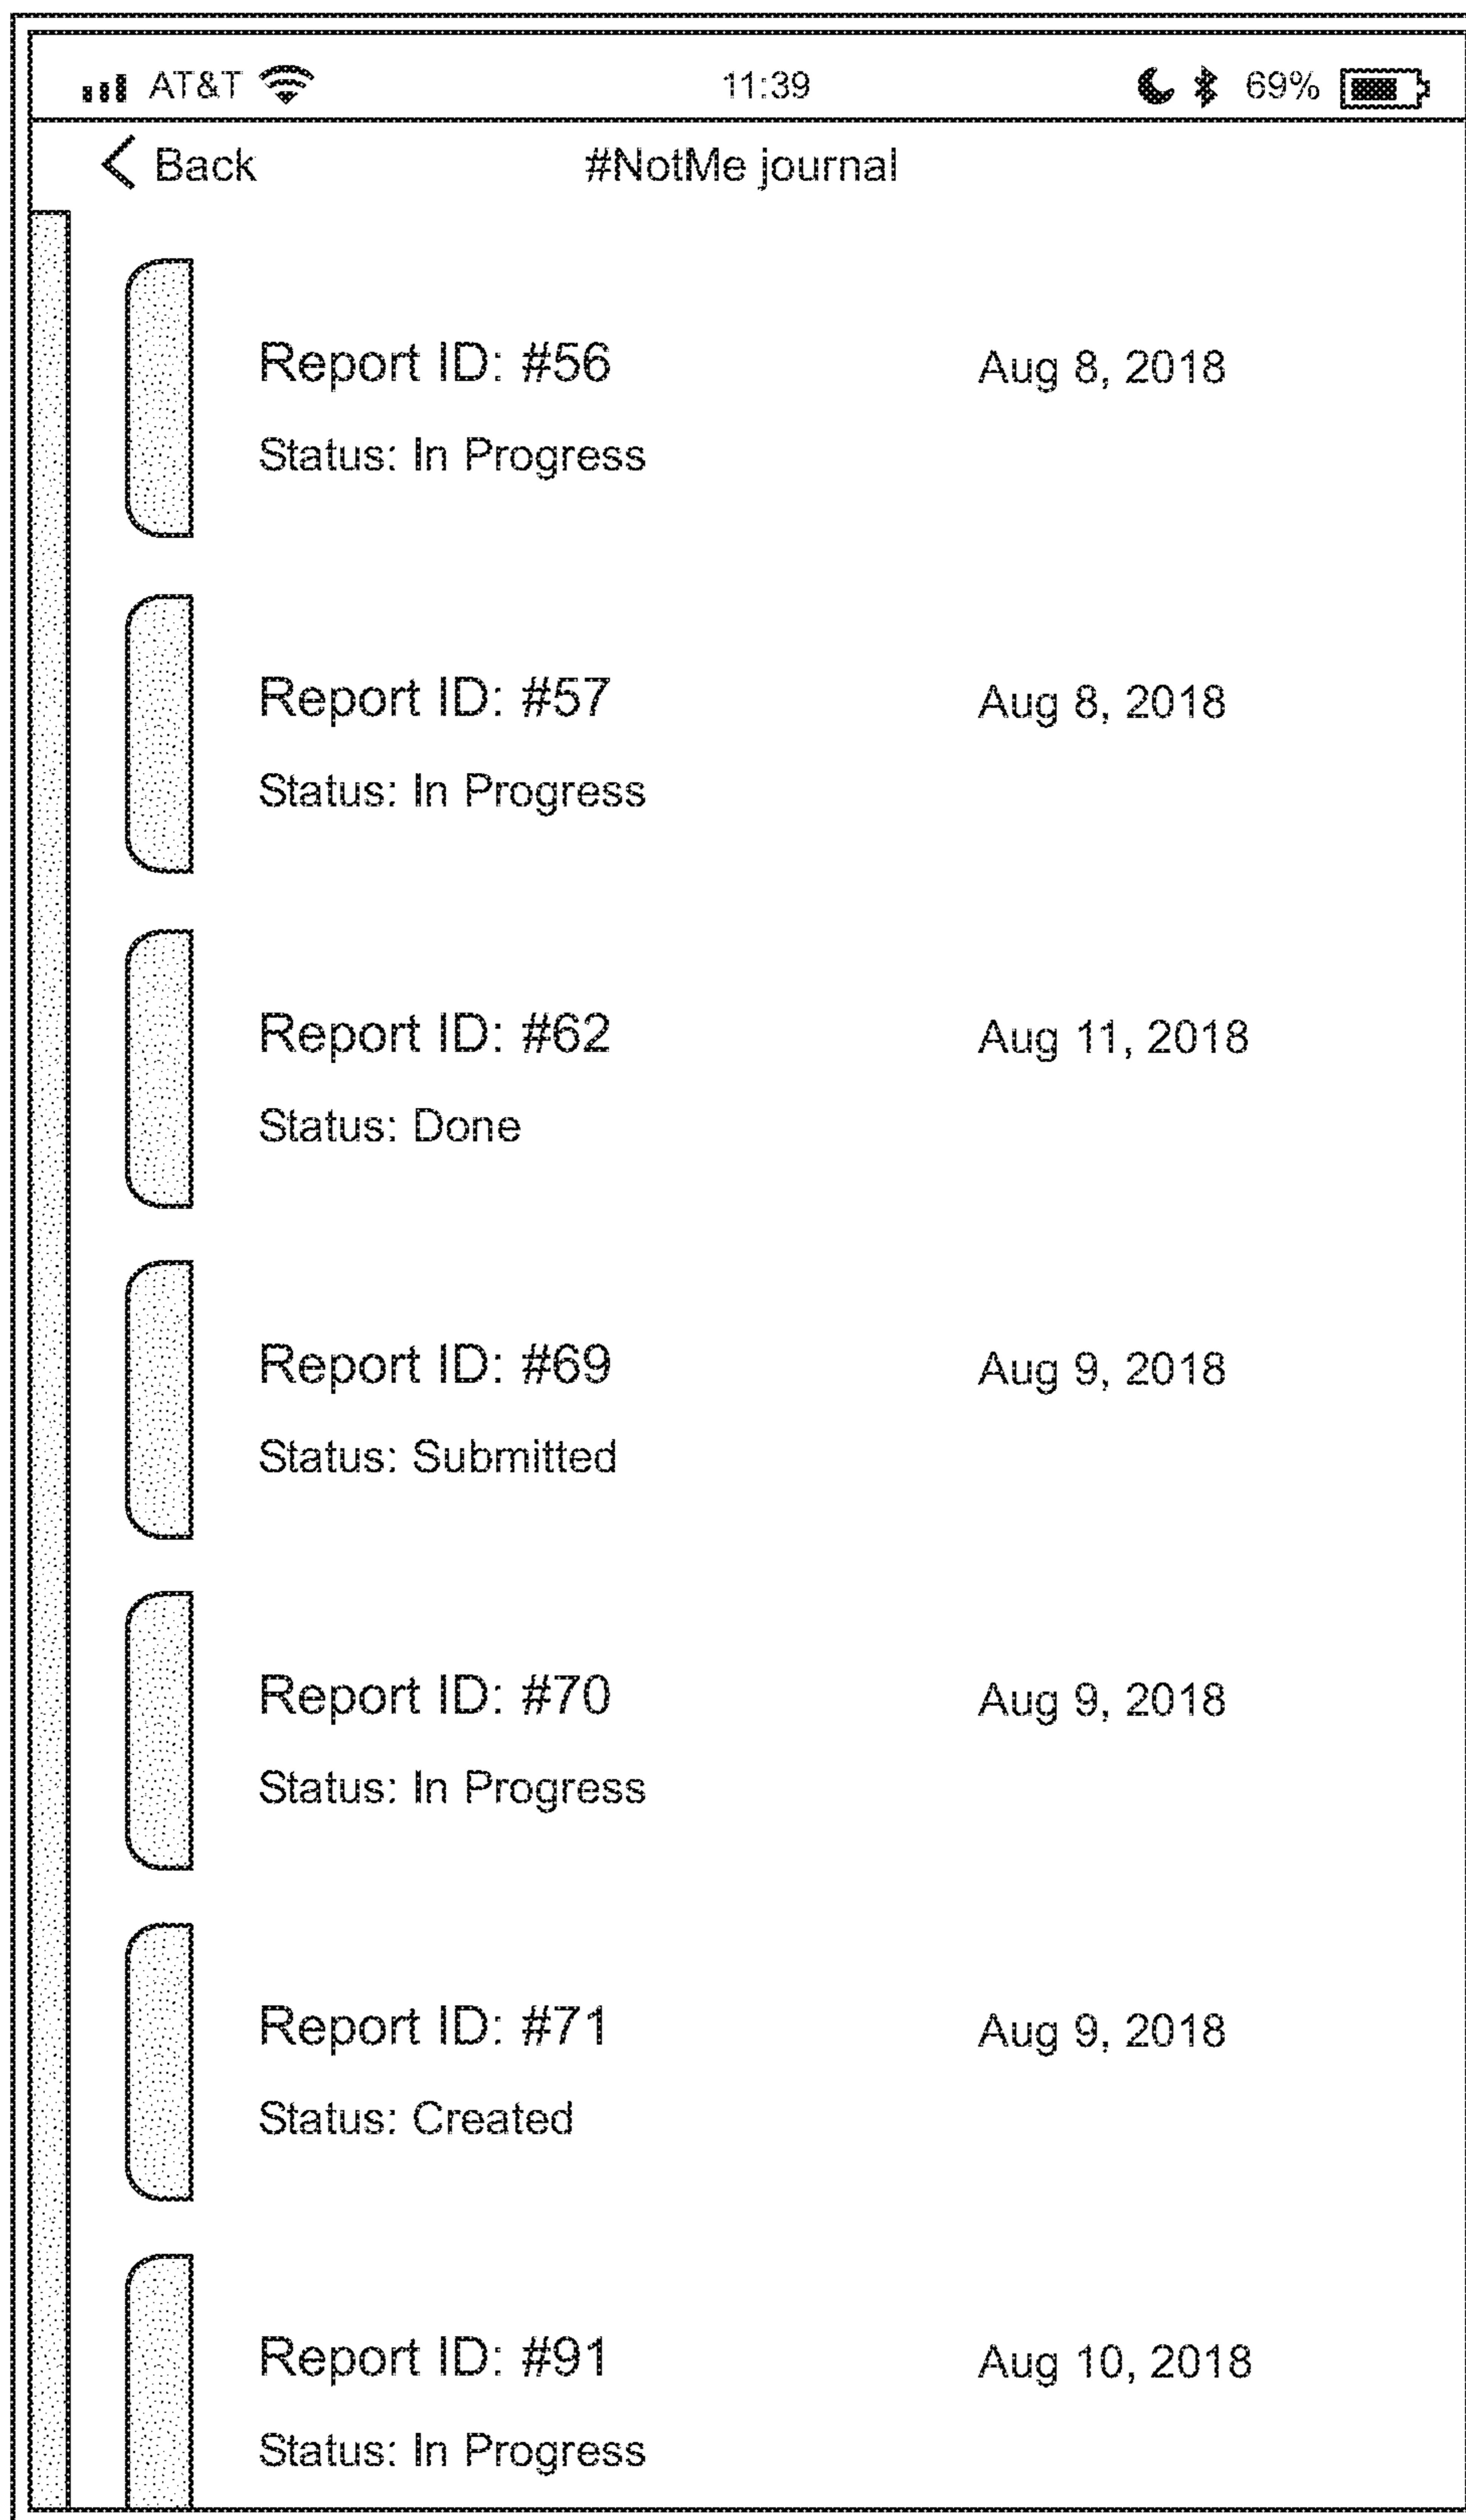 AT&T 11:39 69%
Back #NotMe journal
Report ID: #56 Aug 8, 2018
Status: In Progress
Report ID: #57 Aug 8, 2018
Status: In Progress
Report ID: #62 Aug 11, 2018
Status: Done
Report ID: #69 Aug 9, 2018
Status: Submitted
Report ID: #70 Aug 9, 2018
Status: In Progress
Report ID: #71 Aug 9, 2018
Status: Created
Report ID: #91 Aug 10, 2018
Status: In Progress